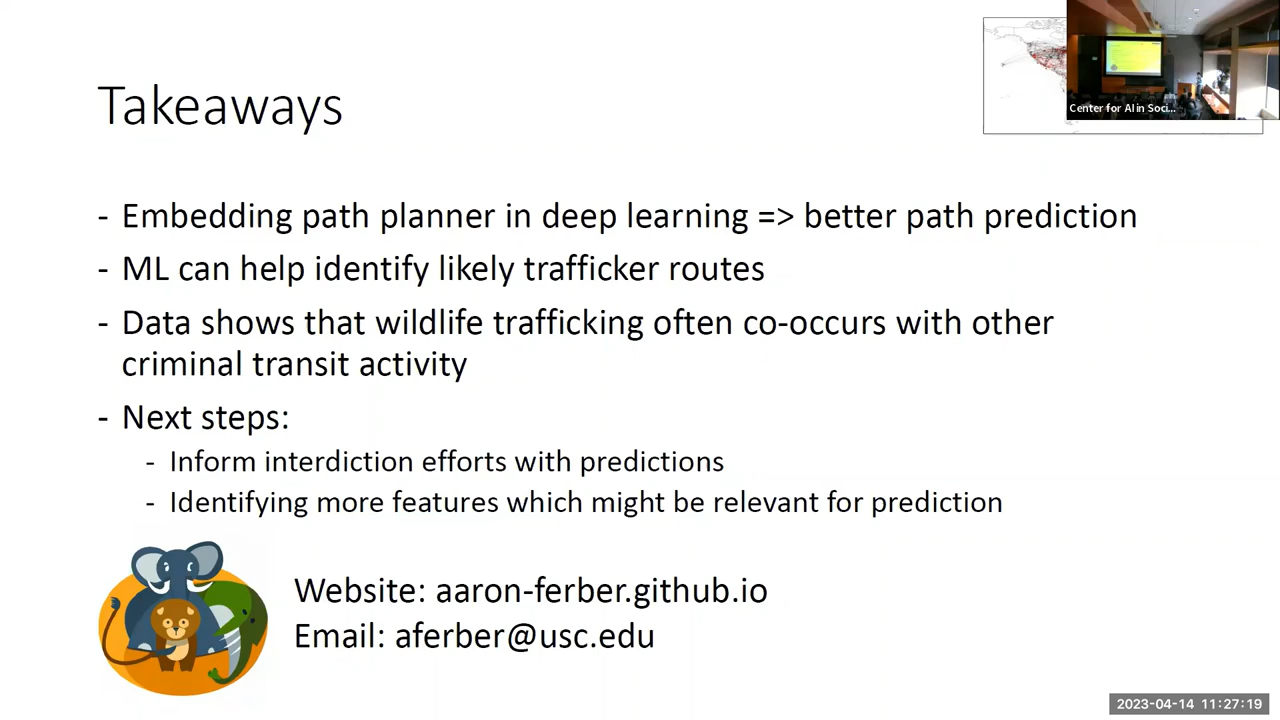 Takeaways
Center for AI in Soci...
- Embedding path planner in deep learning => better path prediction
- ML can help identify likely trafficker routes
- Data shows that wildlife trafficking often co-occurs with other
criminal transit activity
- Next steps:
- Inform interdiction efforts with predictions
- Identifying more features which might be relevant for prediction
Website: aaron-ferber.github.io
Email: aferber@usc.edu
2023-04-14 11:27:19